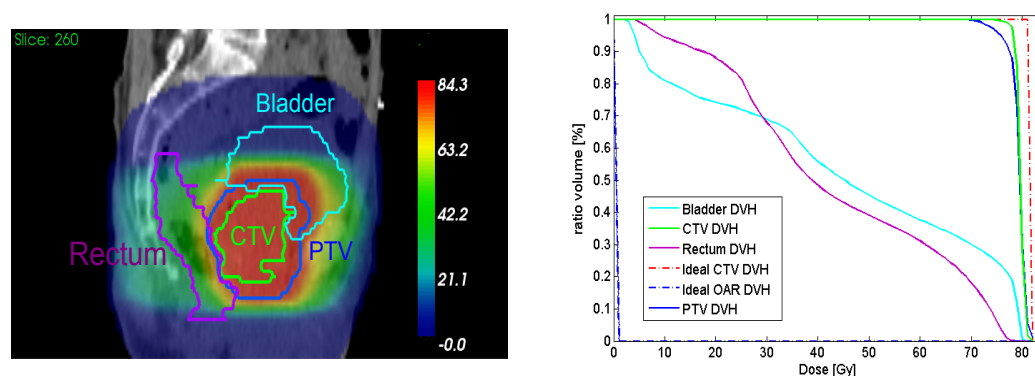 Slice: 260
Bladder
CTV
PTV
Rectum
84.3
63.2
42.2
21.1
-0.0
ratio volume [%]
1
0.9
0.8
0.7
0.6
0.5
0.4
0.3
0.2
0.1
0
0 10 20 30 40 50 60 70 80
Dose [Gy]
Bladder DVH
CTV DVH
Rectum DVH
Ideal CTV DVH
Ideal OAR DVH
PTV DVH